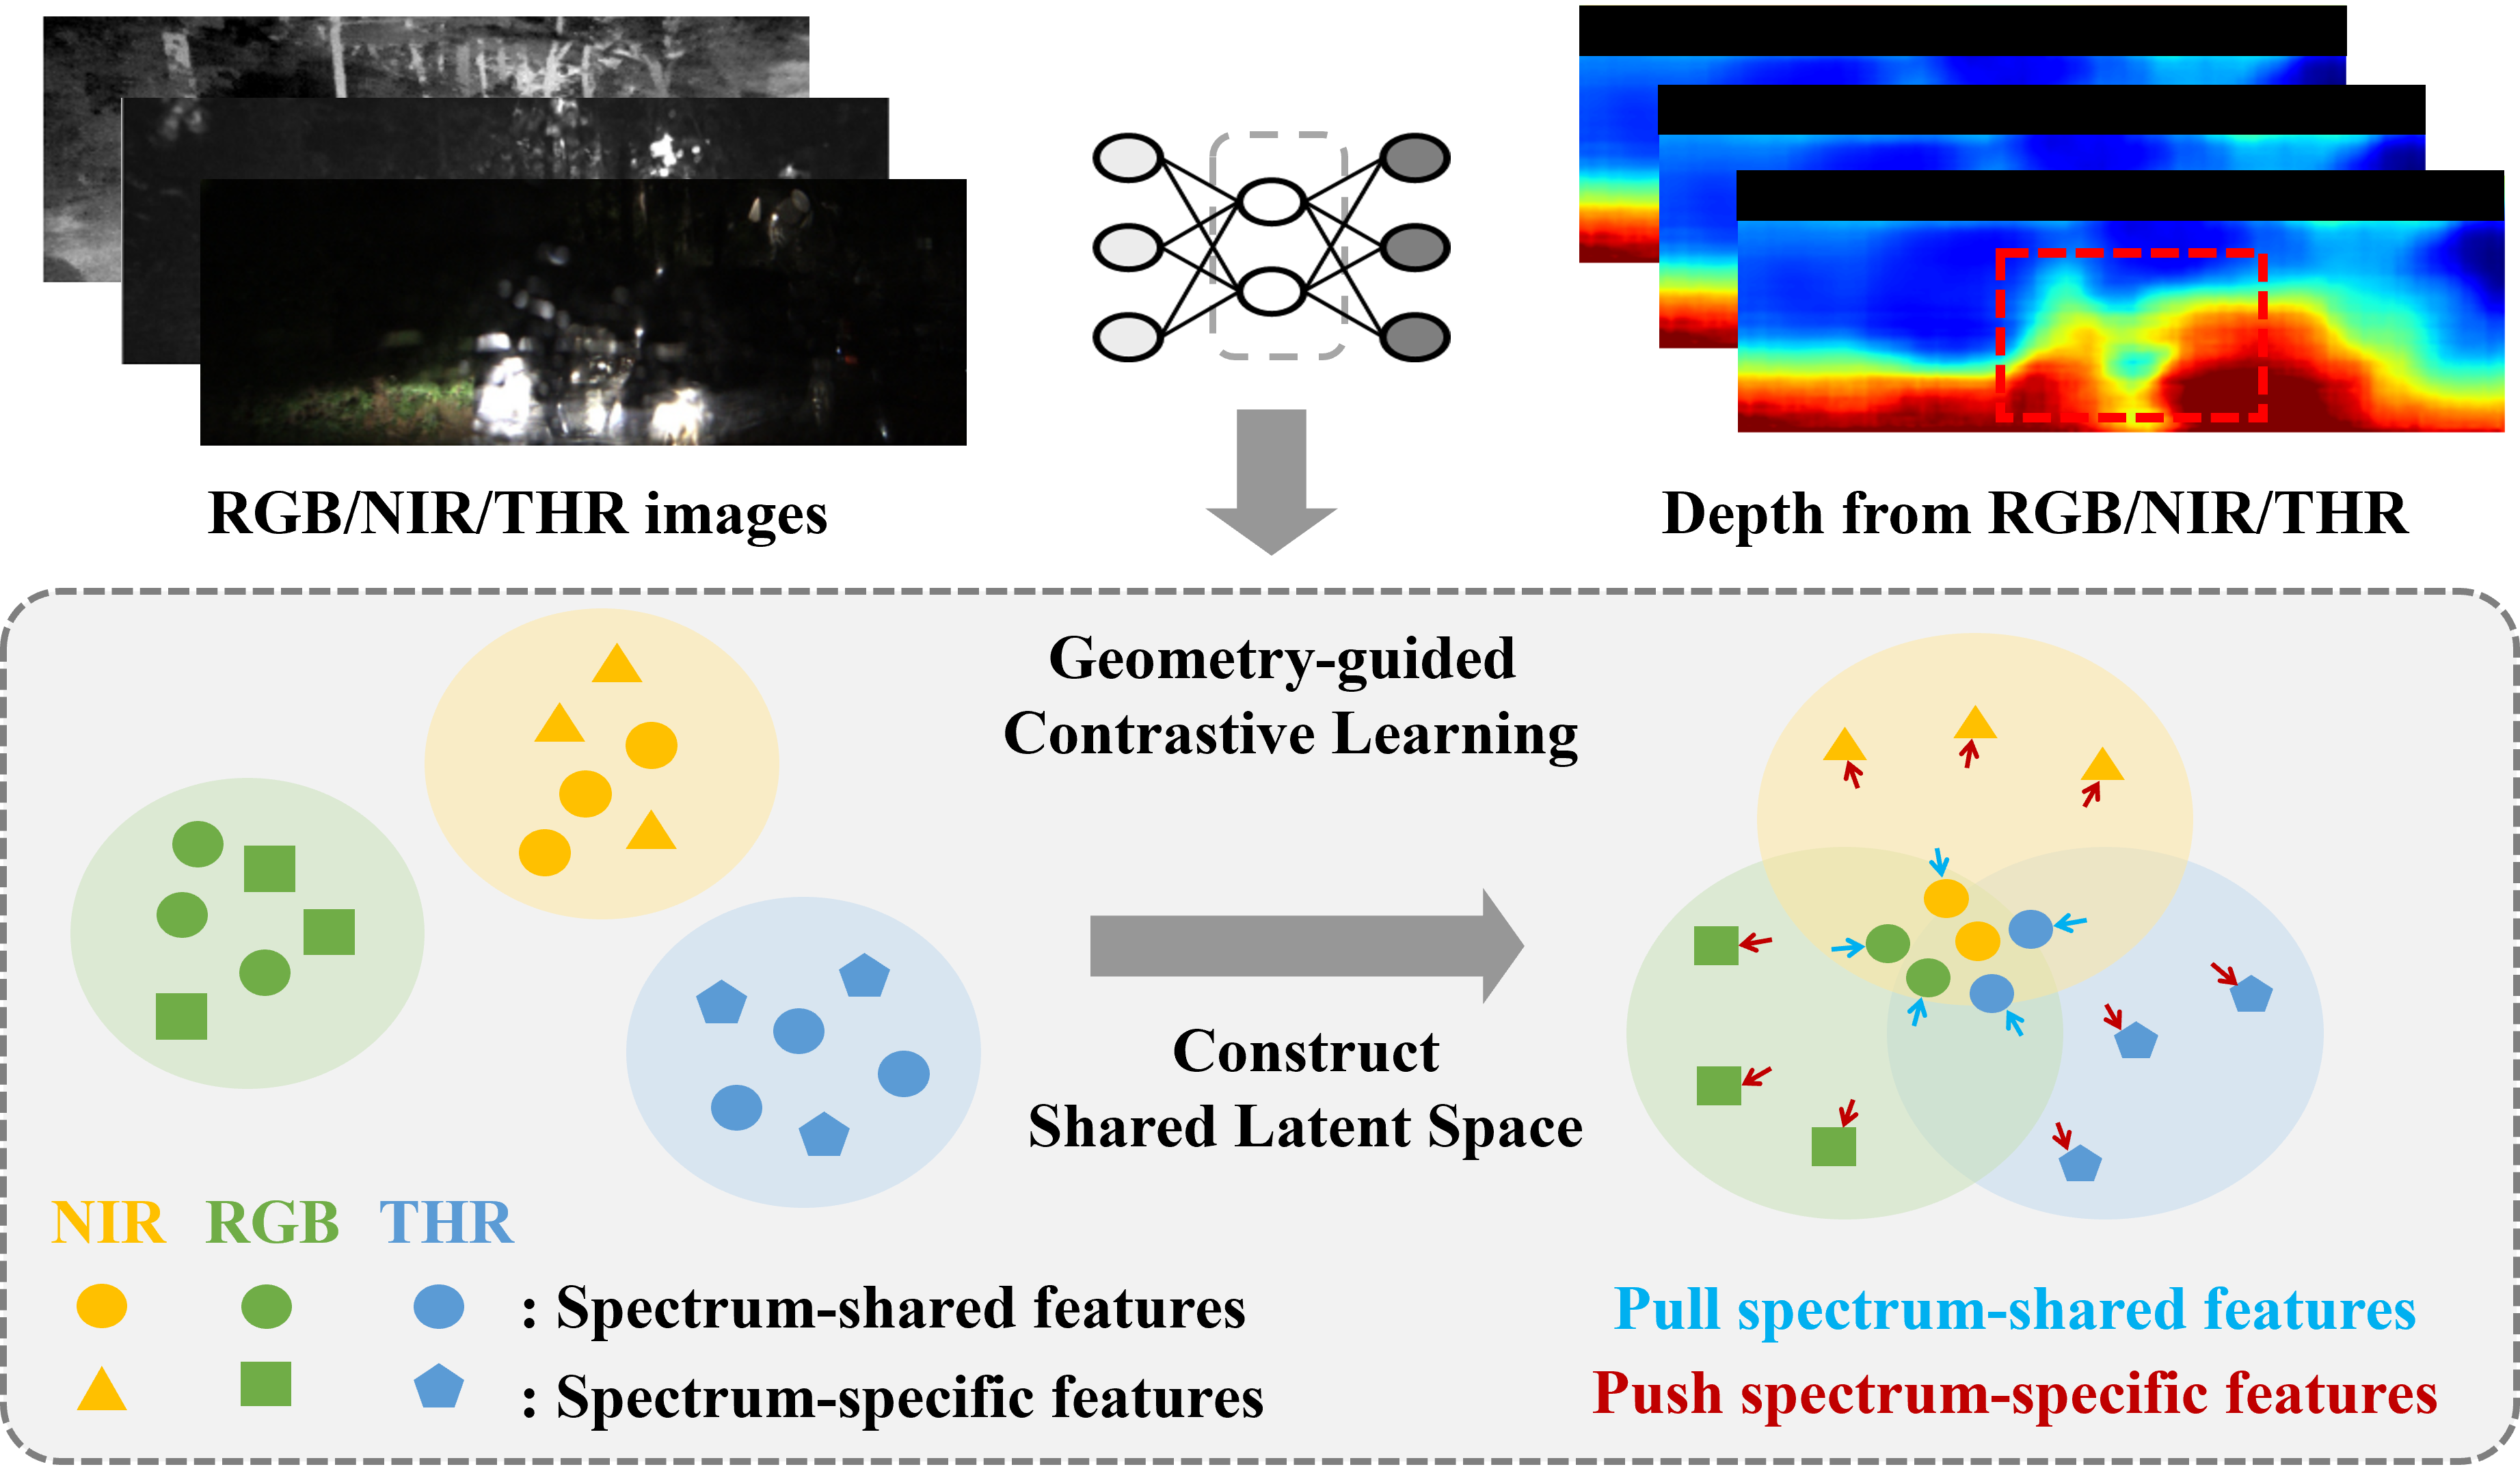 RGB/NIR/THR images
Depth from RGB/NIR/THR
Geometry-guided
Contrastive Learning
Construct
Shared Latent Space
NIR RGB THR
: Spectrum-shared features
: Spectrum-specific features
Pull spectrum-shared features
Push spectrum-specific features